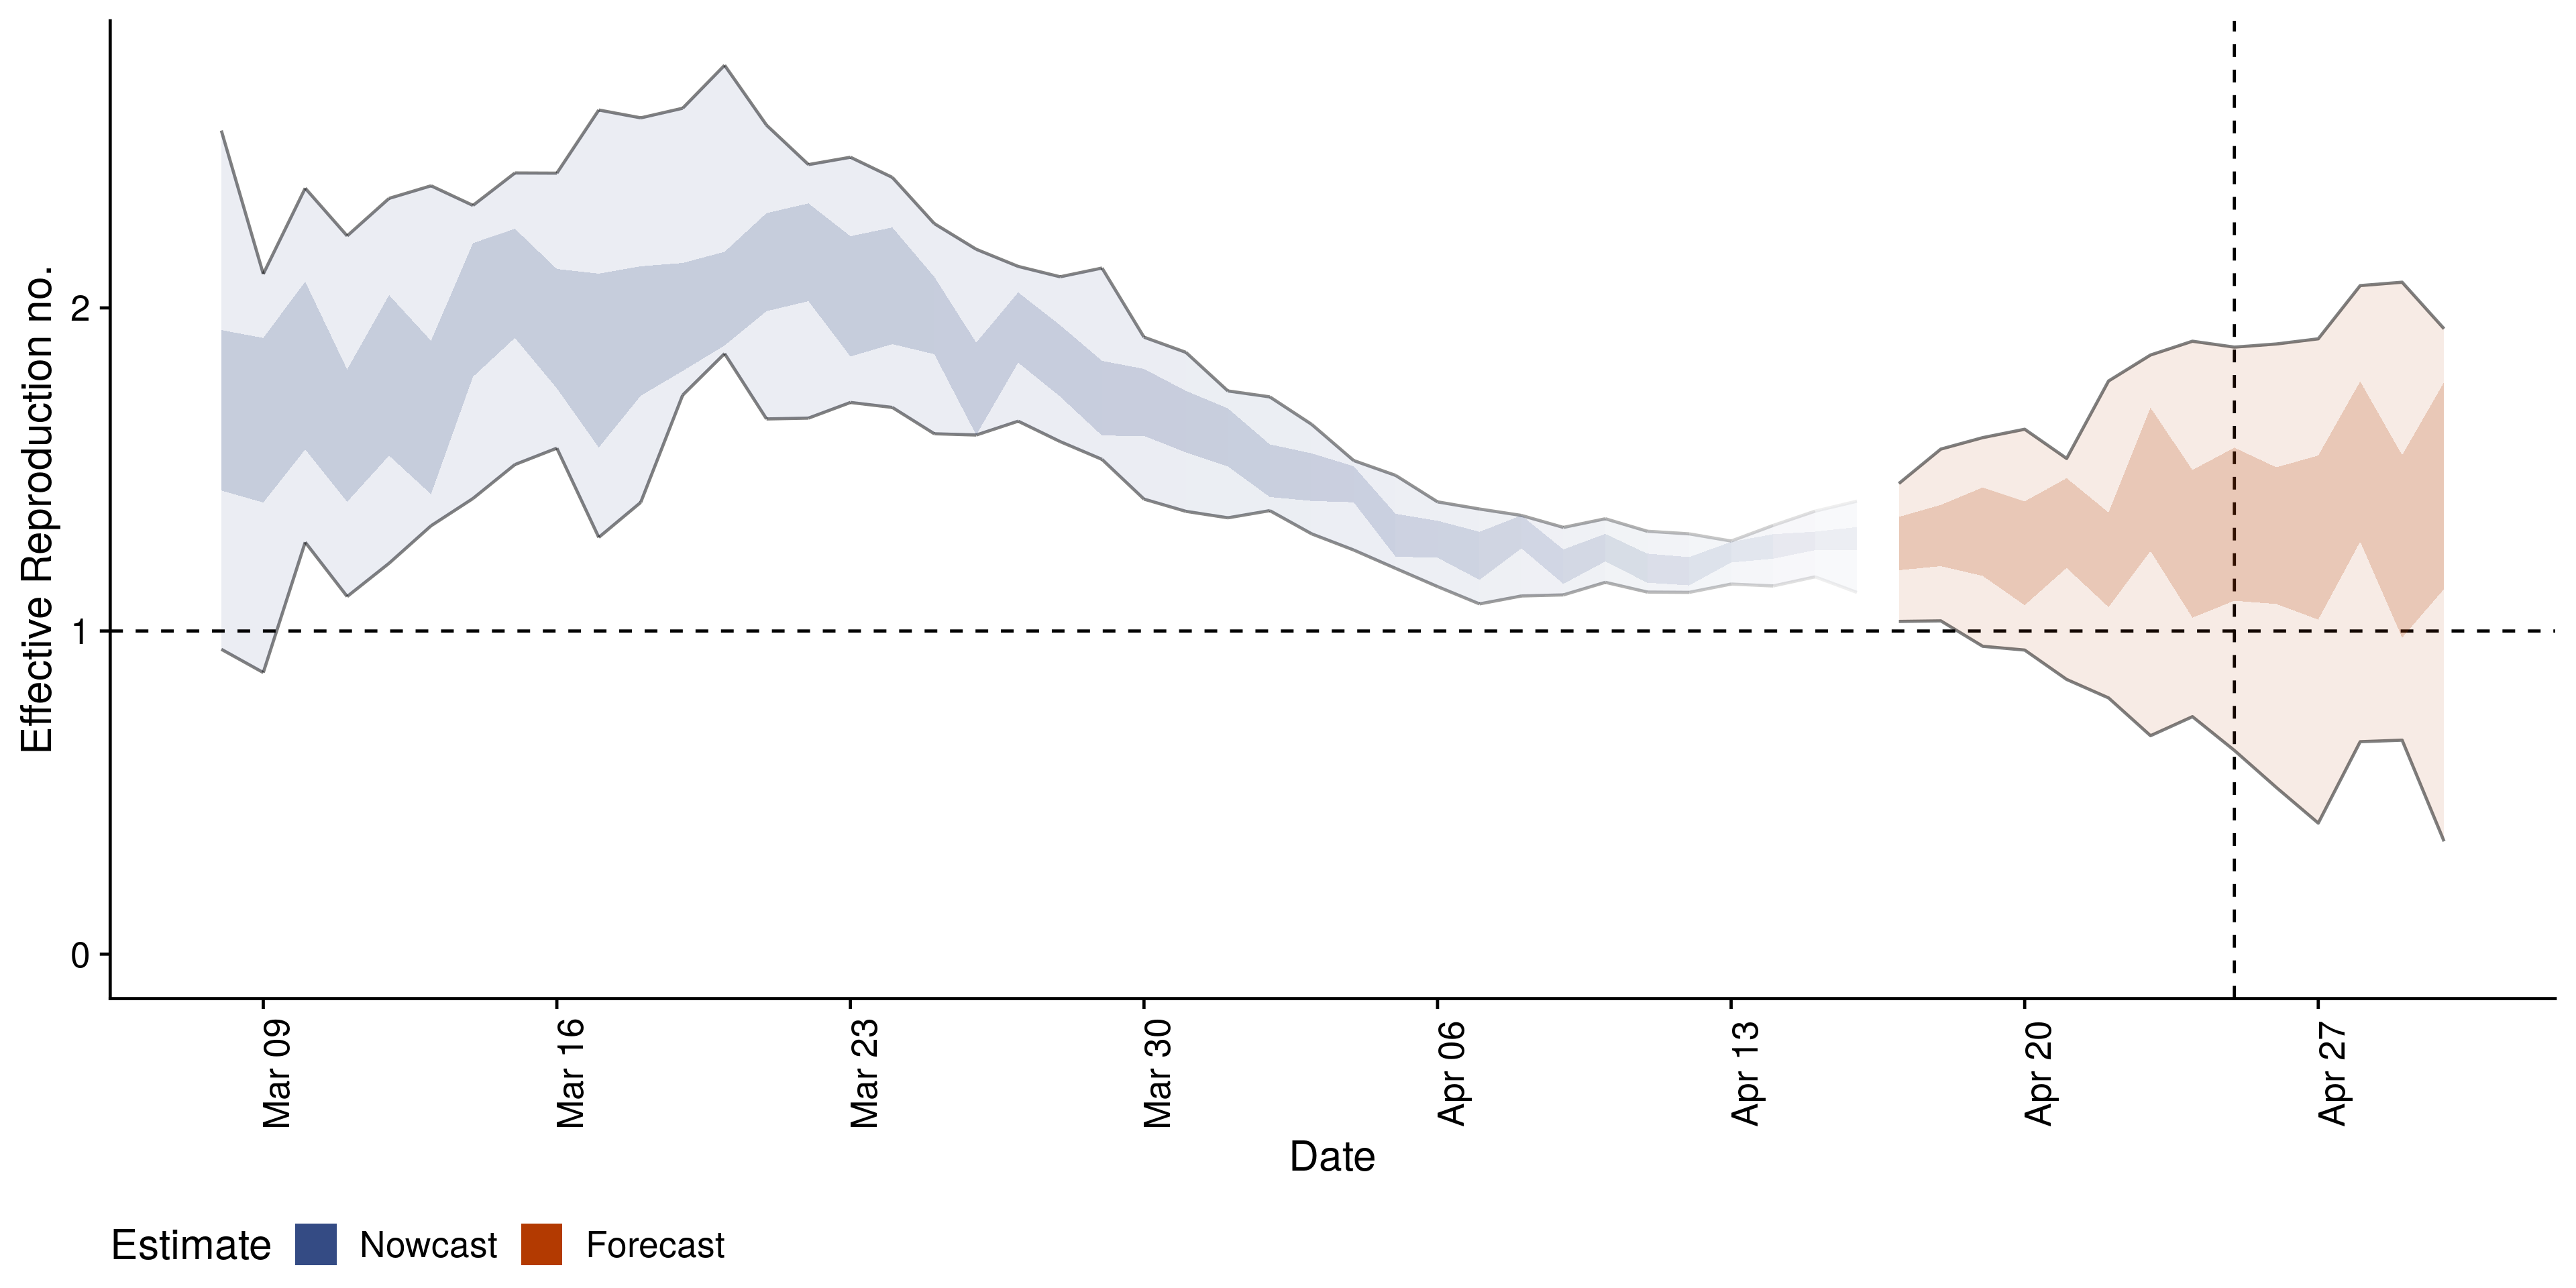 Effective Reproduction no.
2
1
0
Mar 09
Mar 16
Mar 23
Mar 30
Apr 06
Apr 13
Apr 20
Apr 27
Date
Estimate Nowcast Forecast